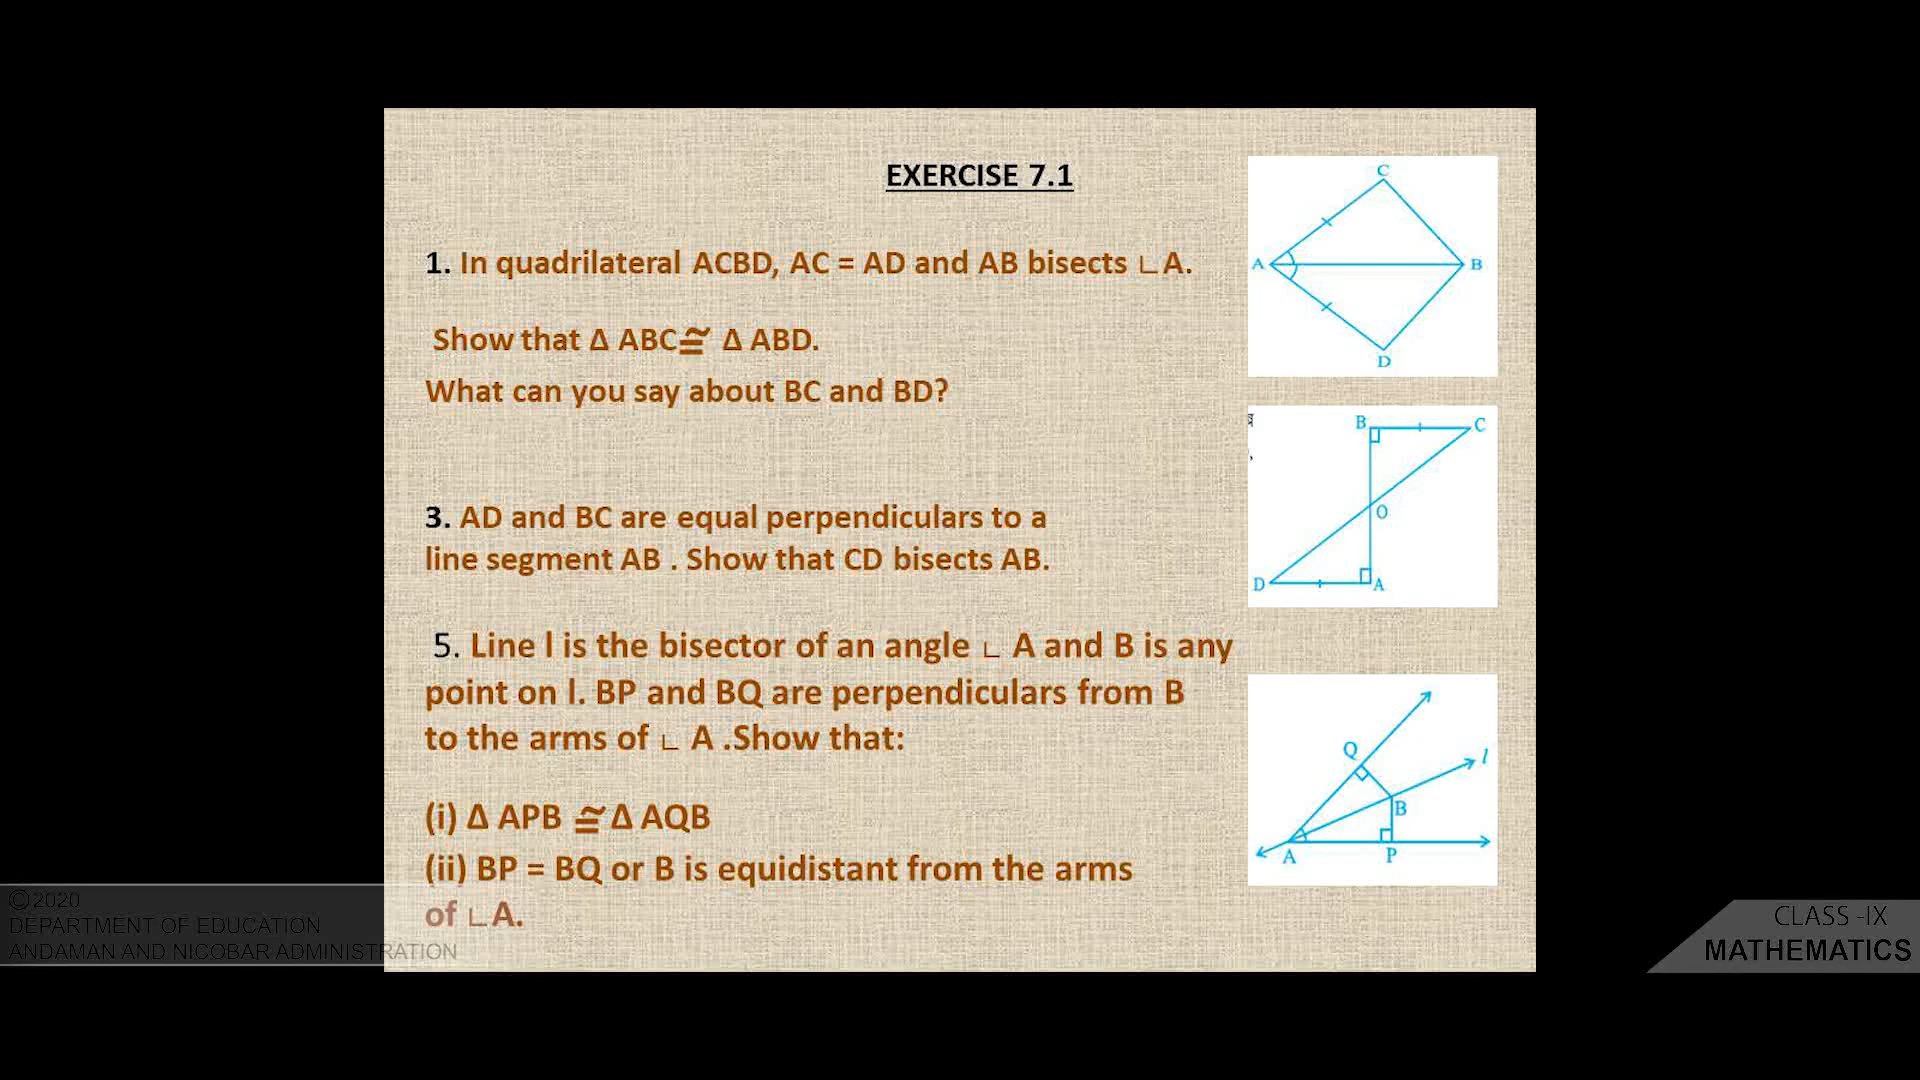 EXERCISE 7.1
1. In quadrilateral ACBD, AC = AD and AB bisects ∟A.
Show that Δ ABC ≅ Δ ABD.
What can you say about BC and BD?
C
A
B
D
3. AD and BC are equal perpendiculars to a
line segment AB . Show that CD bisects AB.
B
C
O
D
A
5. Line l is the bisector of an angle ∟ A and B is any
point on l. BP and BQ are perpendiculars from B
to the arms of ∟ A .Show that:
(i) Δ APB ≅ Δ AQB
(ii) BP = BQ or B is equidistant from the arms
of ∟A.
Q
l
B
A
P
©2020
DEPARTMENT OF EDUCATION
ANDAMAN AND NICOBAR ADMINISTRATION
CLASS -IX
MATHEMATICS